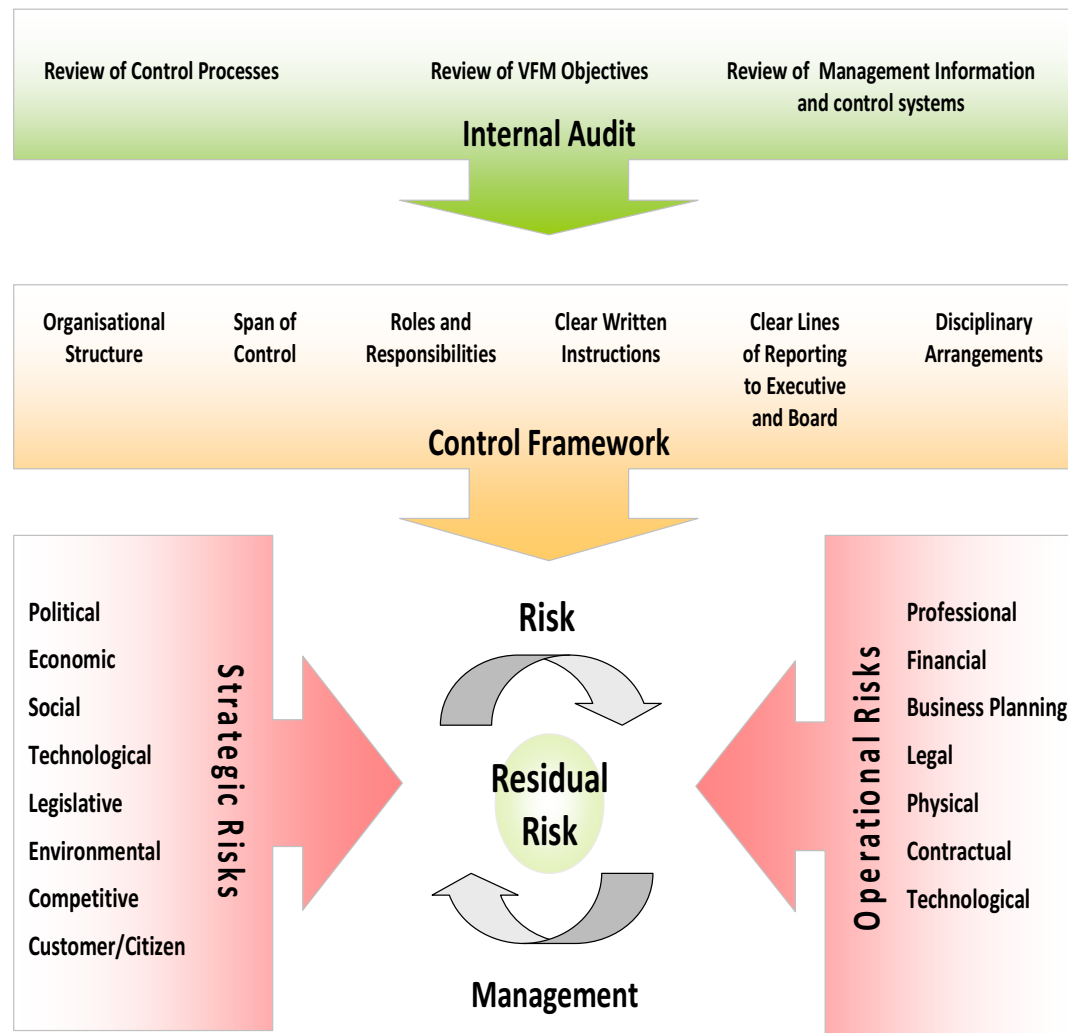 Review of Control Processes
Review of VFM Objectives
Review of Management Information
and control systems
Internal Audit
Organisational
Structure
Span of
Control
Roles and
Responsibilities
Clear Written
Instructions
Clear Lines
of Reporting
to Executive
and Board
Disciplinary
Arrangements
Control Framework
Political
Economic
Social
Technological
Legislative
Environmental
Competitive
Customer/Citizen
Strategic Risks
Risk
Residual
Risk
Management
Operational Risks
Professional
Financial
Business Planning
Legal
Physical
Contractual
Technological